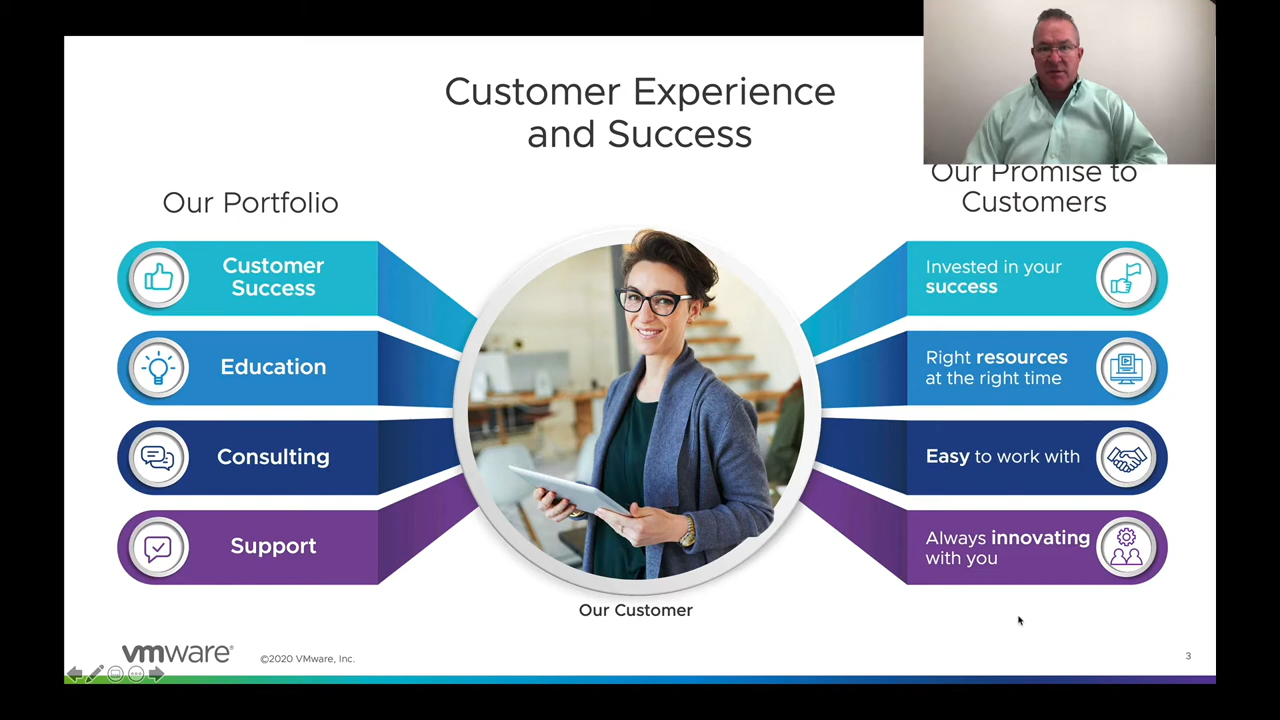 Customer Experience
and Success
Our Portfolio
Customer
Success
Education
Consulting
Support
Our Customer
Our Promise to
Customers
Invested in your
success
Right resources
at the right time
Easy to work with
Always innovating
with you
vmware®
©2020 VMware, Inc.
3